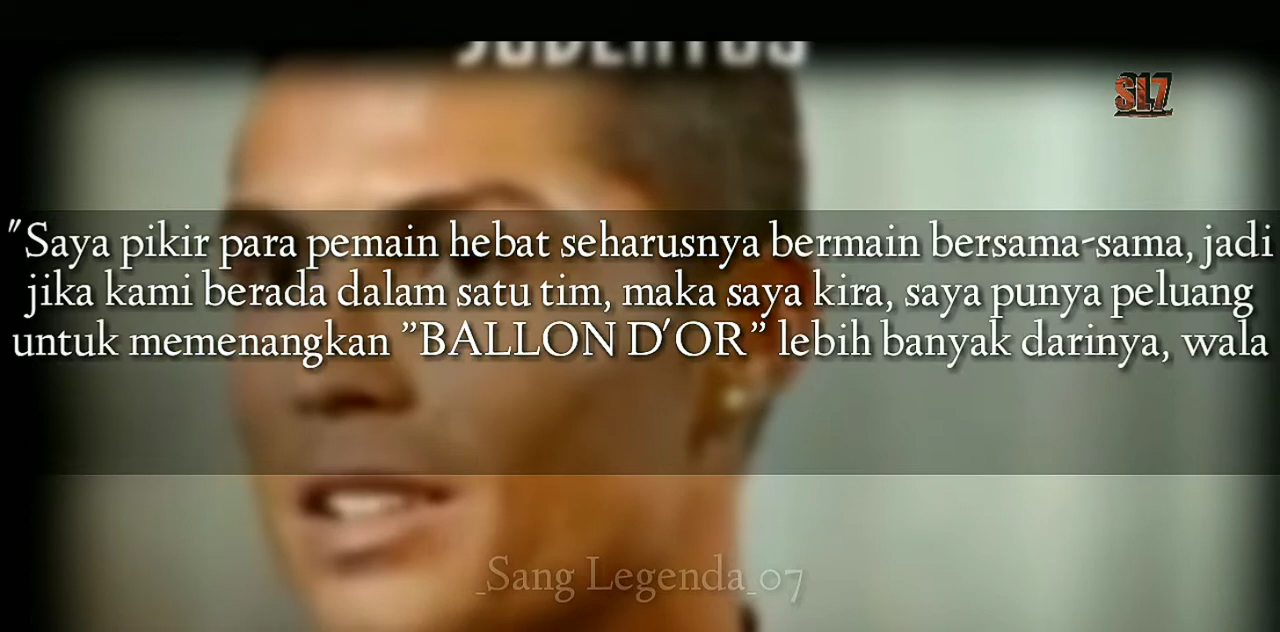 JUVENTUS
SL7
"Saya pikir para pemain hebat seharusnya bermain bersama-sama, jadi
jika kami berada dalam satu tim, maka saya kira, saya punya peluang
untuk memenangkan "BALLON D'OR" lebih banyak darinya, wala
_Sang Legenda_07